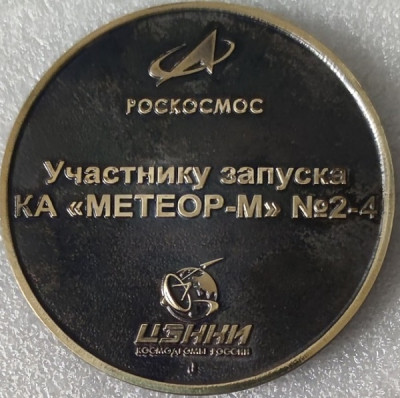 РОСКОСМОС
Участнику запуска
КА «МЕТЕОР-М» №2-4
ЦЭНКИ
КОСМОДРОМЫ РОССИИ